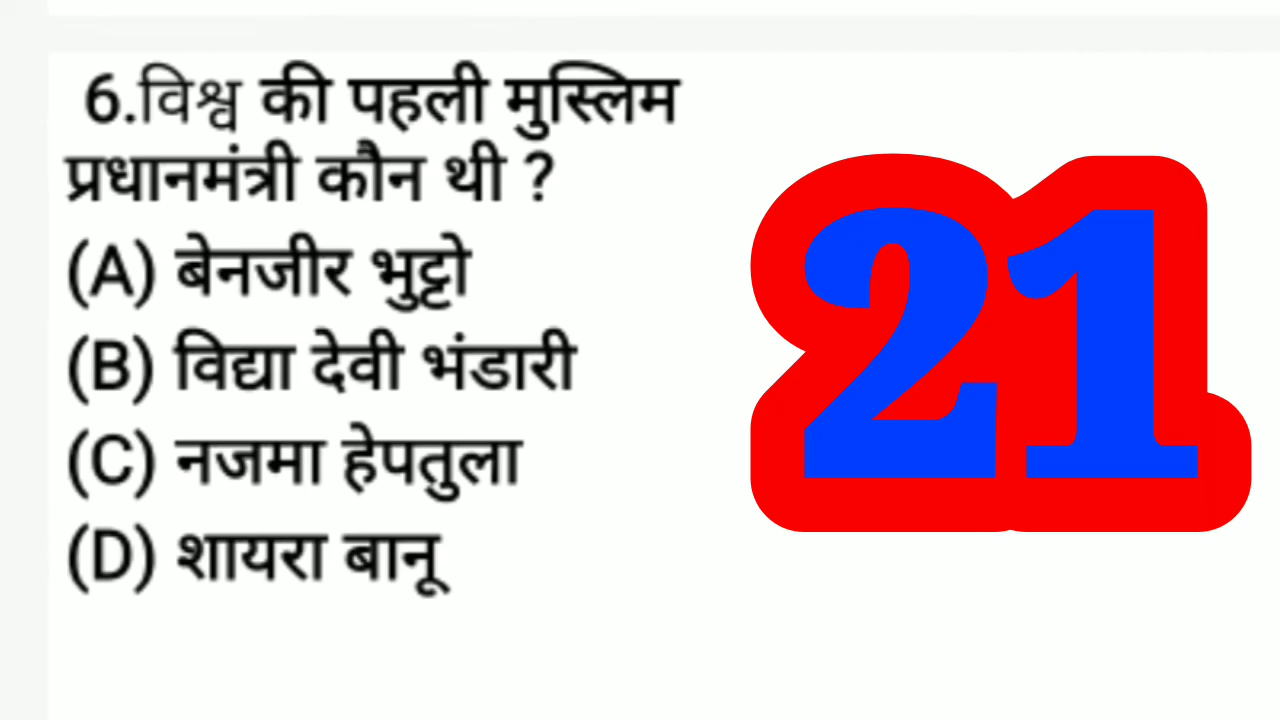 6.विश्व की पहली मुस्लिम
प्रधानमंत्री कौन थी ?
(A) बेनजीर भुट्टो
(B) विद्या देवी भंडारी
(C) नजमा हेपतुला
(D) शायरा बानू
21